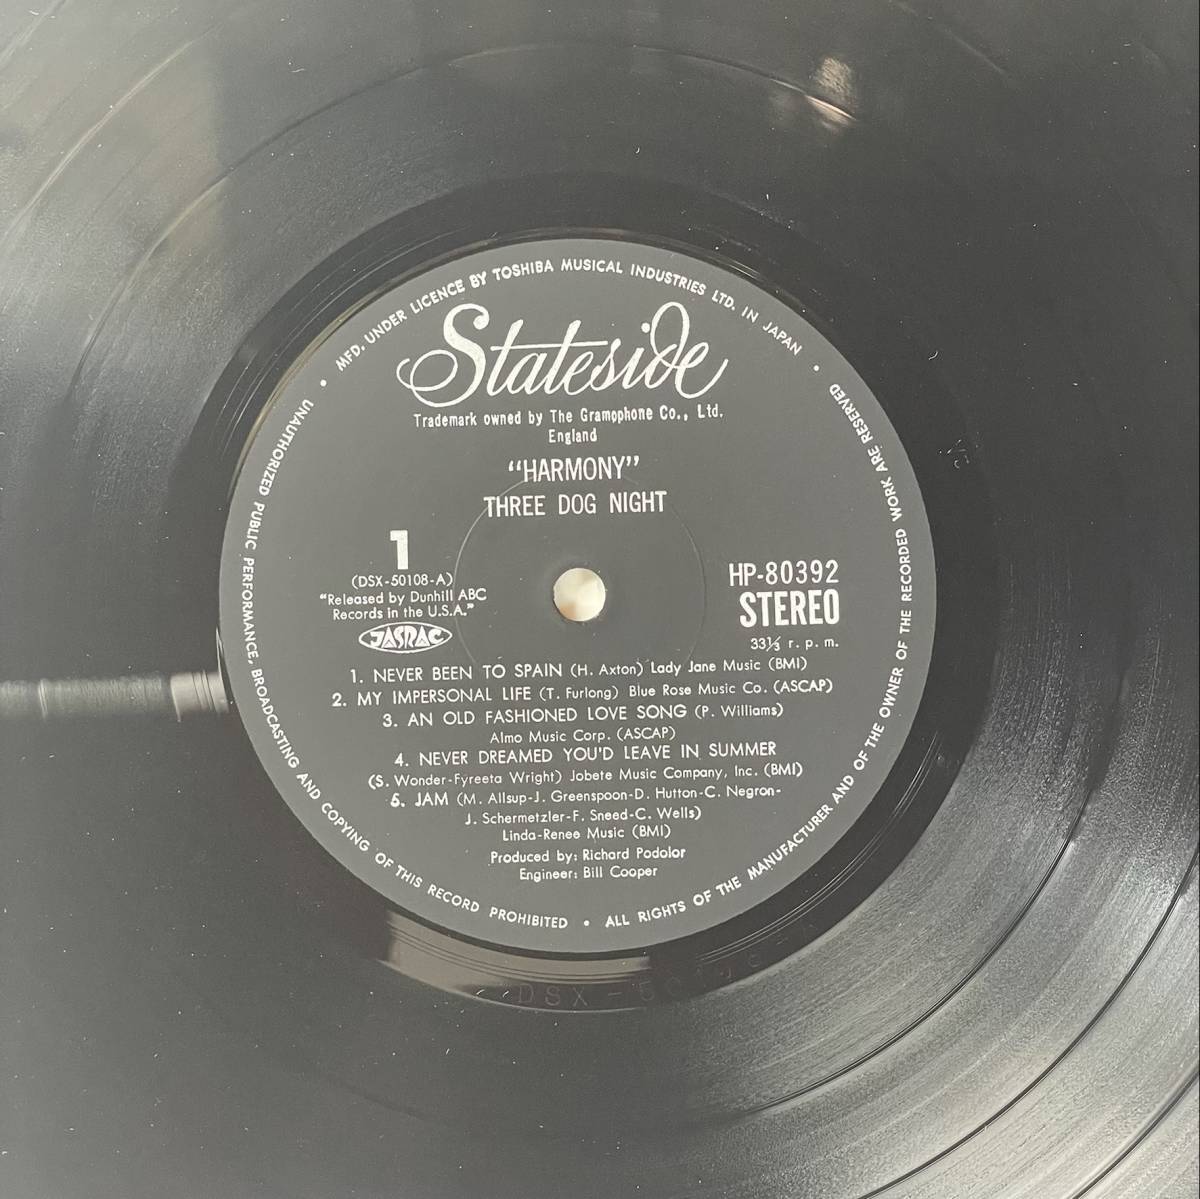 MFD. UNDER LICENCE BY TOSHIBA MUSICAL INDUSTRIES LTD. IN JAPAN •
Stateside
Trademark owned by The Gramophone Co., Ltd.
England
“HARMONY”
THREE DOG NIGHT
1
(DSX-50108-A)
“Released by Dunhill ABC
Records in the U.S.A.”
JASRAC
HP-80392
STEREO
33⅓ r. p. m.
1. NEVER BEEN TO SPAIN (H. Axton) Lady Jane Music (BMI)
2. MY IMPERSONAL LIFE (T. Furlong) Blue Rose Music Co. (ASCAP)
3. AN OLD FASHIONED LOVE SONG (P. Williams)
Almo Music Corp. (ASCAP)
4. NEVER DREAMED YOU'D LEAVE IN SUMMER
(S. Wonder-Fyreeta Wright) Jobete Music Company, Inc. (BMI)
5. JAM (M. Allsup-J. Greenspoon-D. Hutton-C. Negron-
J. Schermetzler-F. Sneed-C. Wells)
Linda-Renee Music (BMI)
Produced by: Richard Podolor
Engineer: Bill Cooper
ALL RIGHTS OF THE MANUFACTURER AND OF THE OWNER OF THE RECORDED WORK ARE RESERVED •
UNAUTHORIZED PUBLIC PERFORMANCE, BROADCASTING AND COPYING OF THIS RECORD PROHIBITED •
DSX-